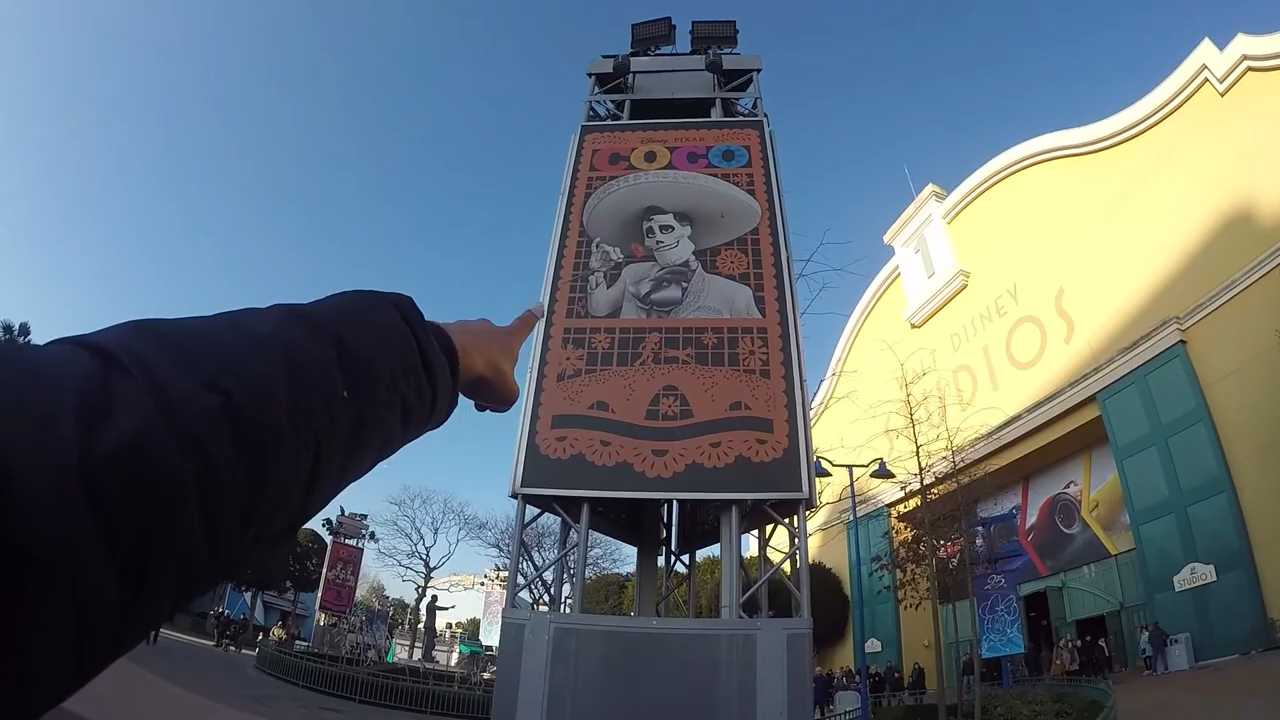 Disney PIXAR
COCO
1
WALT DISNEY
STUDIOS
25
STUDIO 1